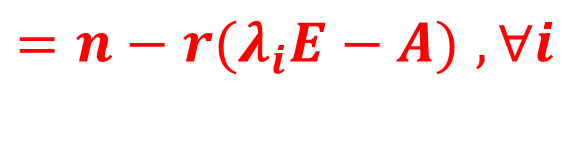 = n − r(λᵢE − A) , ∀i